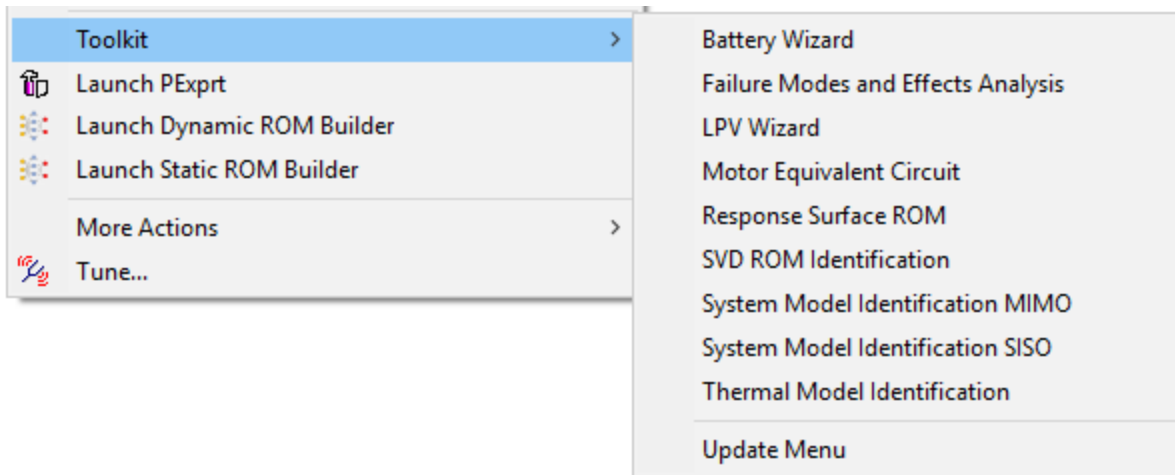 Toolkit
Launch PExprt
Launch Dynamic ROM Builder
Launch Static ROM Builder
More Actions
Tune...
Battery Wizard
Failure Modes and Effects Analysis
LPV Wizard
Motor Equivalent Circuit
Response Surface ROM
SVD ROM Identification
System Model Identification MIMO
System Model Identification SISO
Thermal Model Identification
Update Menu